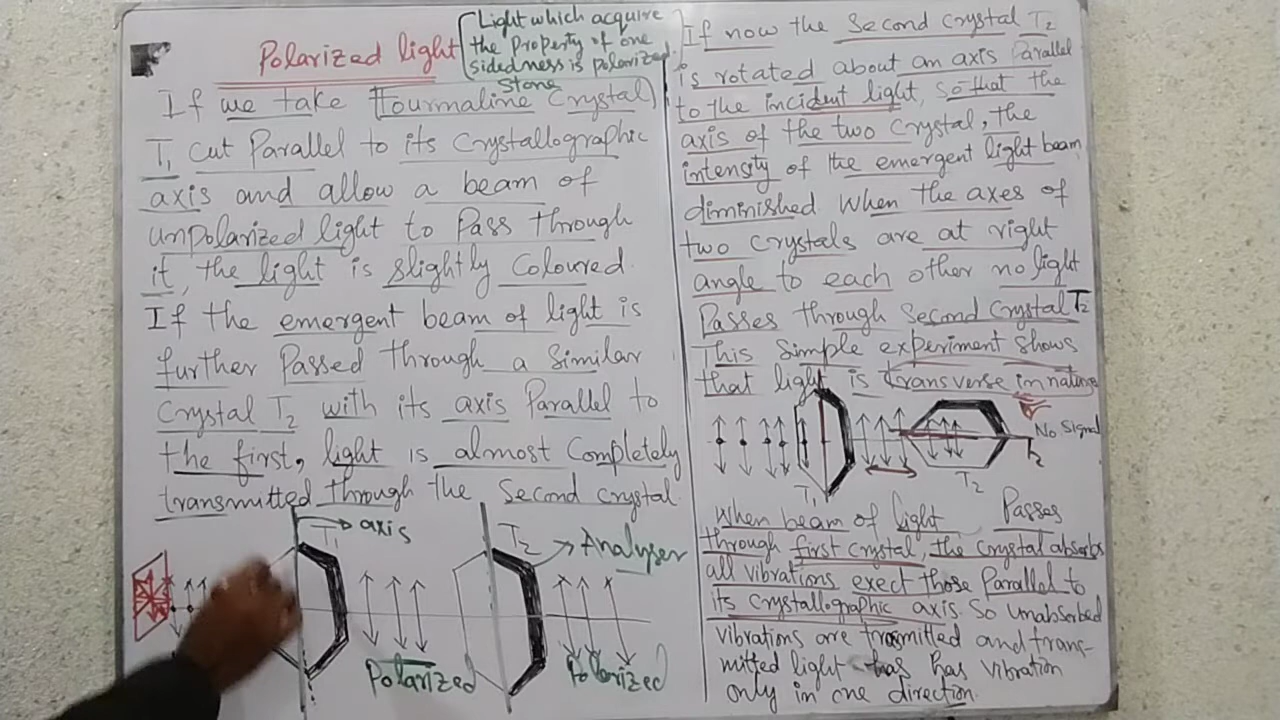 Polarized light
Light which acquire
the Property of one
sidedness is polarized
Stone
If we take Tourmaline Crystal
T1 cut Parallel to its Crystallographic
axis and allow a beam of
unpolarized light to Pass through
it, the light is slightly Coloured.
If the emergent beam of light is
further Passed through a Similar
Crystal T2 with its axis Parallel to
the first, light is almost Completely
transmitted through the Second crystal.
axis
T1
T2
Analyser
Polarized
Polarized
If now the Second Crystal T2
is rotated about an axis Parallel
to the incident light, so that the
axis of the two Crystal, the
intensity of the emergent light beam
diminished. When the axes of
two crystals are at right
angle to each other no light
Passes through Second Crystal T2
This Simple experiment shows
that light is transverse in nature
No Signal
T2
T1
T2
When beam of light Passes
through first Crystal, the Crystal absorbs
all vibrations exect those Parallel to
its crystallographic axis. So unabsorbed
vibrations are trasmitted and trans-
mitted light has has vibration
only in one direction.